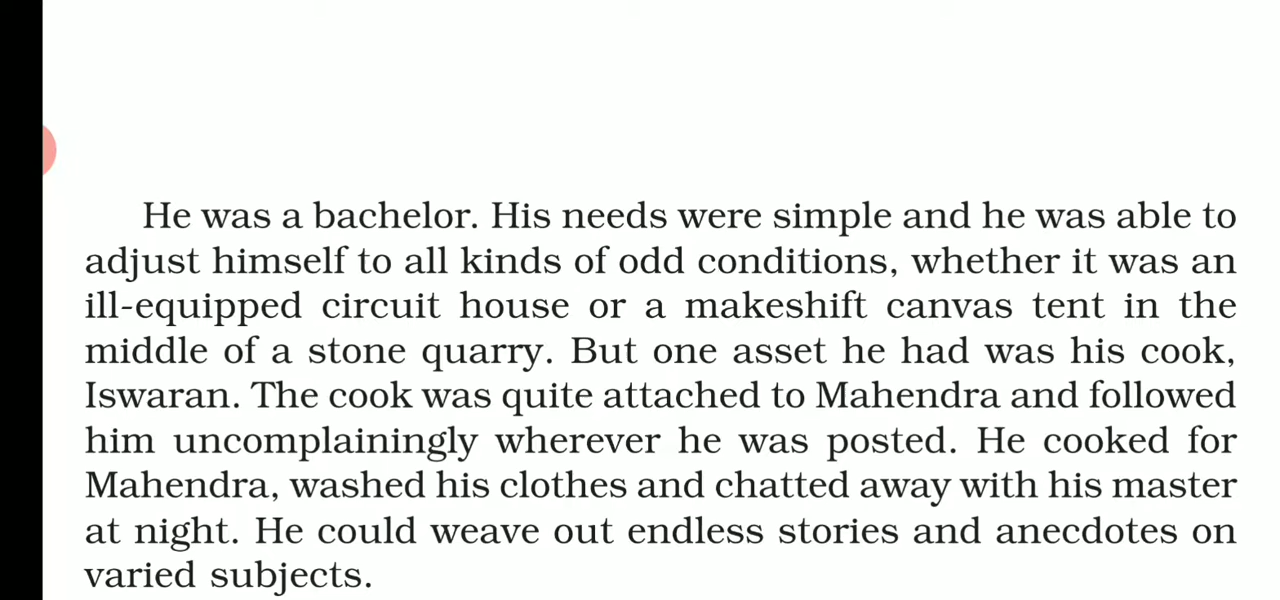 He was a bachelor. His needs were simple and he was able to
adjust himself to all kinds of odd conditions, whether it was an
ill-equipped circuit house or a makeshift canvas tent in the
middle of a stone quarry. But one asset he had was his cook,
Iswaran. The cook was quite attached to Mahendra and followed
him uncomplainingly wherever he was posted. He cooked for
Mahendra, washed his clothes and chatted away with his master
at night. He could weave out endless stories and anecdotes on
varied subjects.